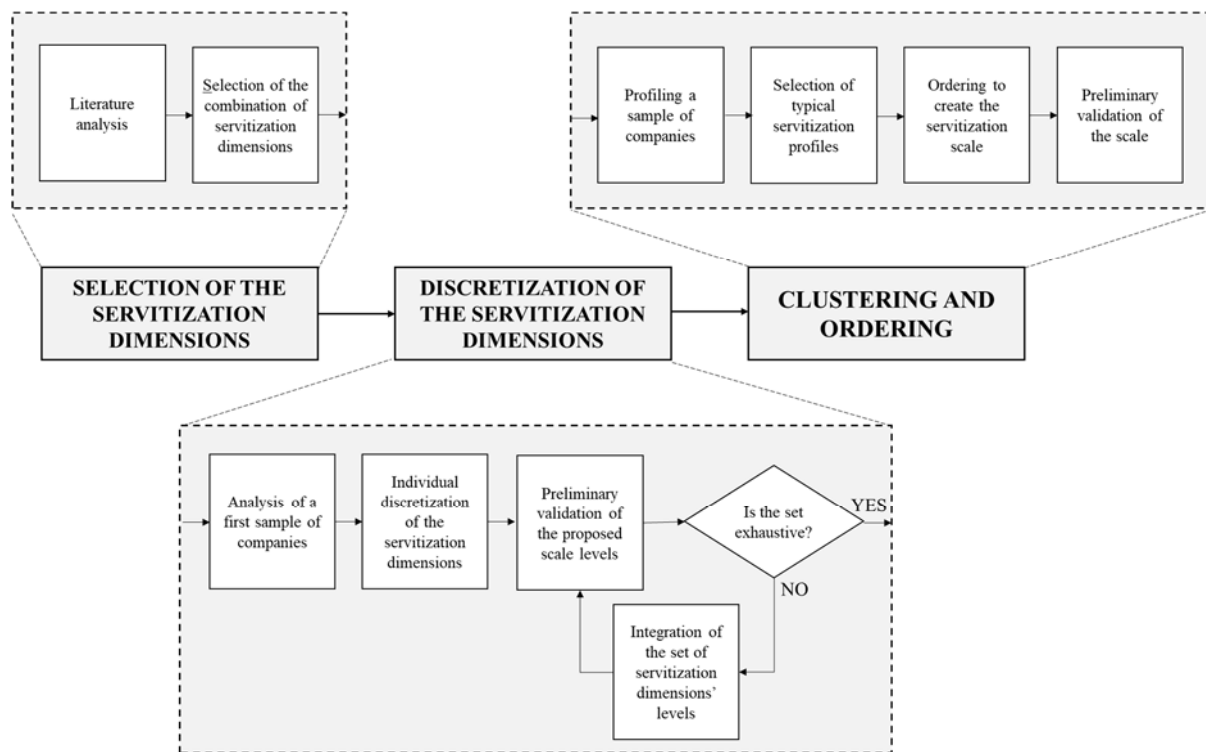 Literature
analysis
Selection of the
combination of
servitization
dimensions
Profiling a
sample of
companies
Selection of
typical
servitization
profiles
Ordering to
create the
servitization
scale
Preliminary
validation of
the scale
SELECTION OF THE
SERVITIZATION
DIMENSIONS
DISCRETIZATION OF
THE SERVITIZATION
DIMENSIONS
CLUSTERING AND
ORDERING
Analysis of a
first sample of
companies
Individual
discretization
of the
servitization
dimensions
Preliminary
validation of
the proposed
scale levels
Is the set
exhaustive?
YES
NO
Integration of
the set of
servitization
dimensions’
levels